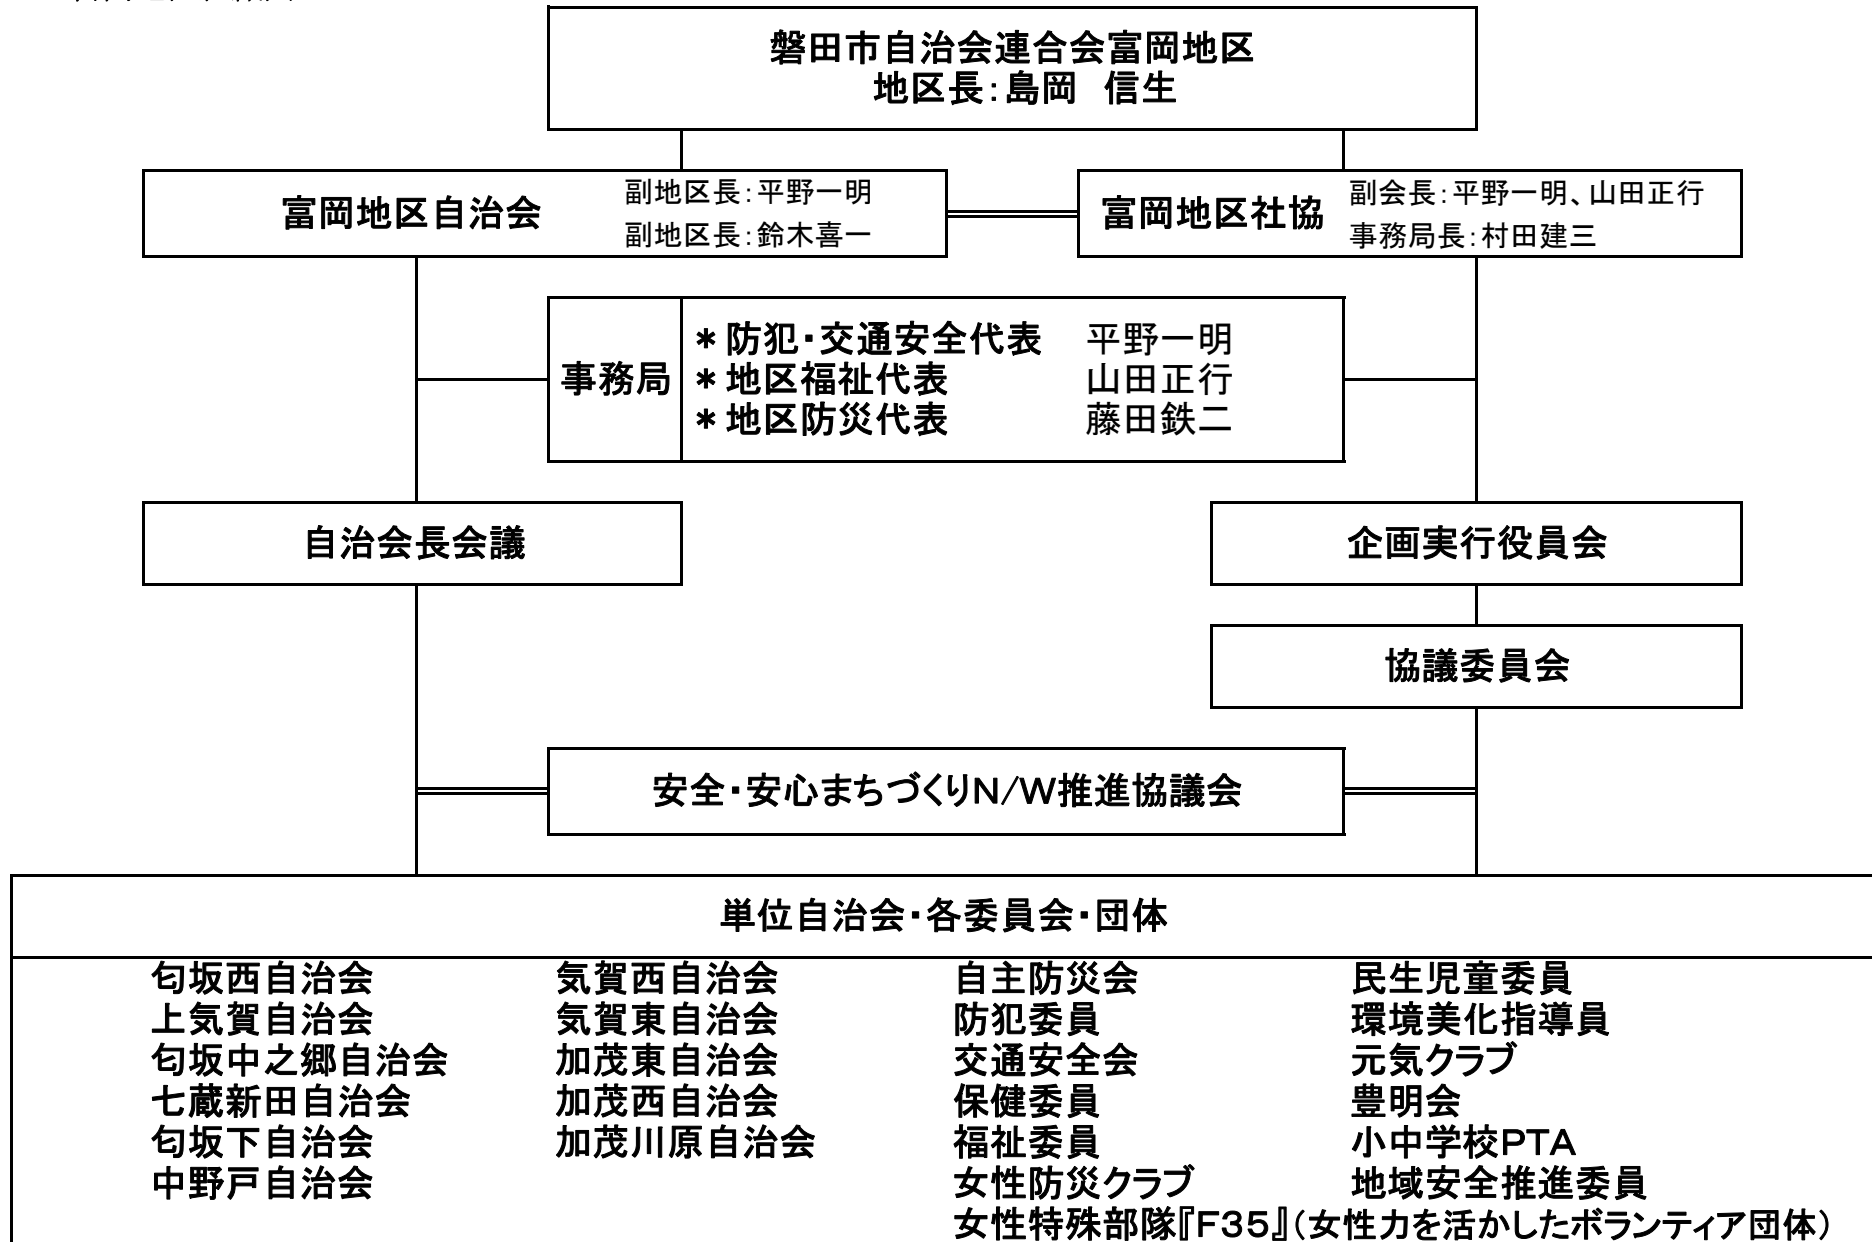 磐田市自治会連合会富岡地区
地区長：島岡　信生
富岡地区自治会
副地区長：平野一明
副地区長：鈴木喜一
富岡地区社協
副会長：平野一明、山田正行
事務局長：村田建三
事務局
＊防犯・交通安全代表　平野一明
＊地区福祉代表　山田正行
＊地区防災代表　藤田鉄二
自治会長会議
企画実行役員会
協議委員会
安全・安心まちづくりN/W推進協議会
単位自治会・各委員会・団体
匂坂西自治会
上気賀自治会
匂坂中之郷自治会
七蔵新田自治会
匂坂下自治会
中野戸自治会
気賀西自治会
気賀東自治会
加茂東自治会
加茂西自治会
加茂川原自治会
自主防災会
防犯委員
交通安全会
保健委員
福祉委員
女性防災クラブ
女性特殊部隊『F35』（女性力を活かしたボランティア団体）
民生児童委員
環境美化指導員
元気クラブ
豊明会
小中学校PTA
地域安全推進委員